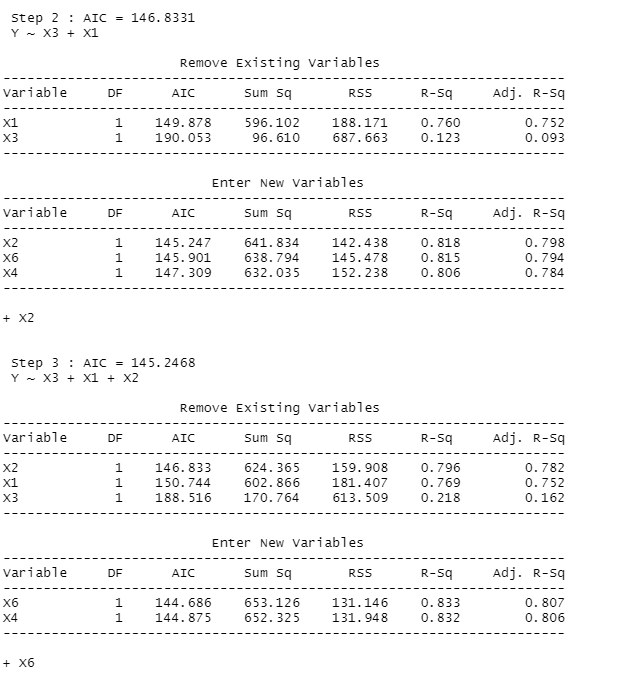 Step 2 : AIC = 146.8331
Y ~ X3 + X1
Remove Existing Variables
--------------------------------------------------------------------
Variable DF AIC Sum Sq RSS R-Sq Adj. R-Sq
--------------------------------------------------------------------
X1 1 149.878 596.102 188.171 0.760 0.752
X3 1 190.053 96.610 687.663 0.123 0.093
--------------------------------------------------------------------
Enter New Variables
--------------------------------------------------------------------
Variable DF AIC Sum Sq RSS R-Sq Adj. R-Sq
--------------------------------------------------------------------
X2 1 145.247 641.834 142.438 0.818 0.798
X6 1 145.901 638.794 145.478 0.815 0.794
X4 1 147.309 632.035 152.238 0.806 0.784
--------------------------------------------------------------------
+ X2
Step 3 : AIC = 145.2468
Y ~ X3 + X1 + X2
Remove Existing Variables
--------------------------------------------------------------------
Variable DF AIC Sum Sq RSS R-Sq Adj. R-Sq
--------------------------------------------------------------------
X2 1 146.833 624.365 159.908 0.796 0.782
X1 1 150.744 602.866 181.407 0.769 0.752
X3 1 188.516 170.764 613.509 0.218 0.162
--------------------------------------------------------------------
Enter New Variables
--------------------------------------------------------------------
Variable DF AIC Sum Sq RSS R-Sq Adj. R-Sq
--------------------------------------------------------------------
X6 1 144.686 653.126 131.146 0.833 0.807
X4 1 144.875 652.325 131.948 0.832 0.806
--------------------------------------------------------------------
+ X6